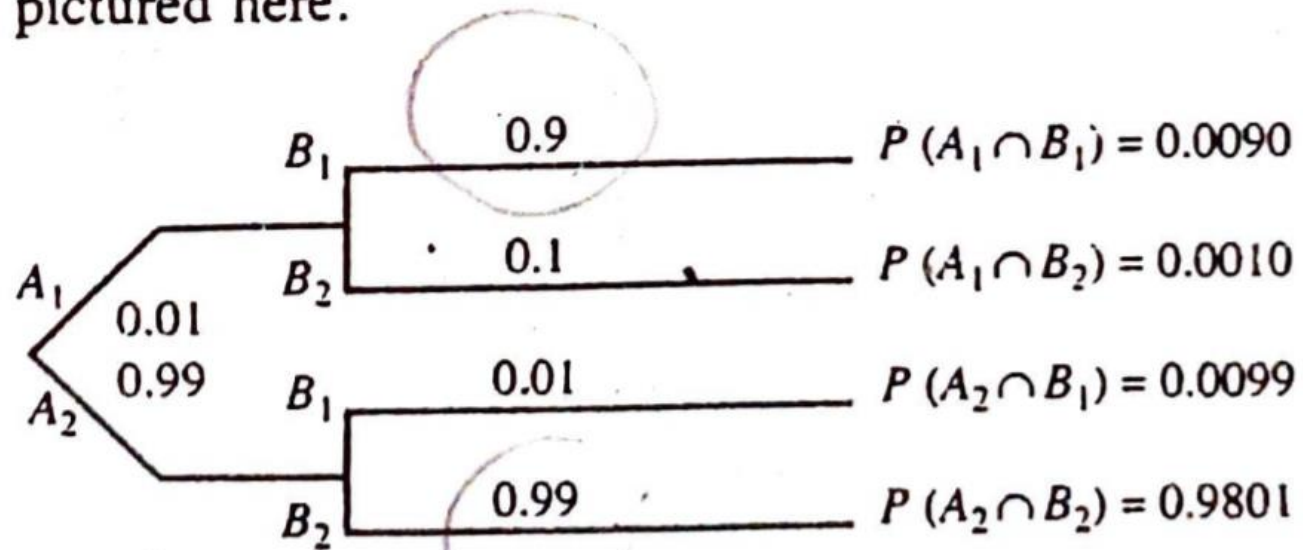 pictured here.
B₁ 0.9 P (A₁ ∩ B₁) = 0.0090
B₂ 0.1 P (A₁ ∩ B₂) = 0.0010
A₁ 0.01
A₂ 0.99
B₁ 0.01 P (A₂ ∩ B₁) = 0.0099
B₂ 0.99 P (A₂ ∩ B₂) = 0.9801